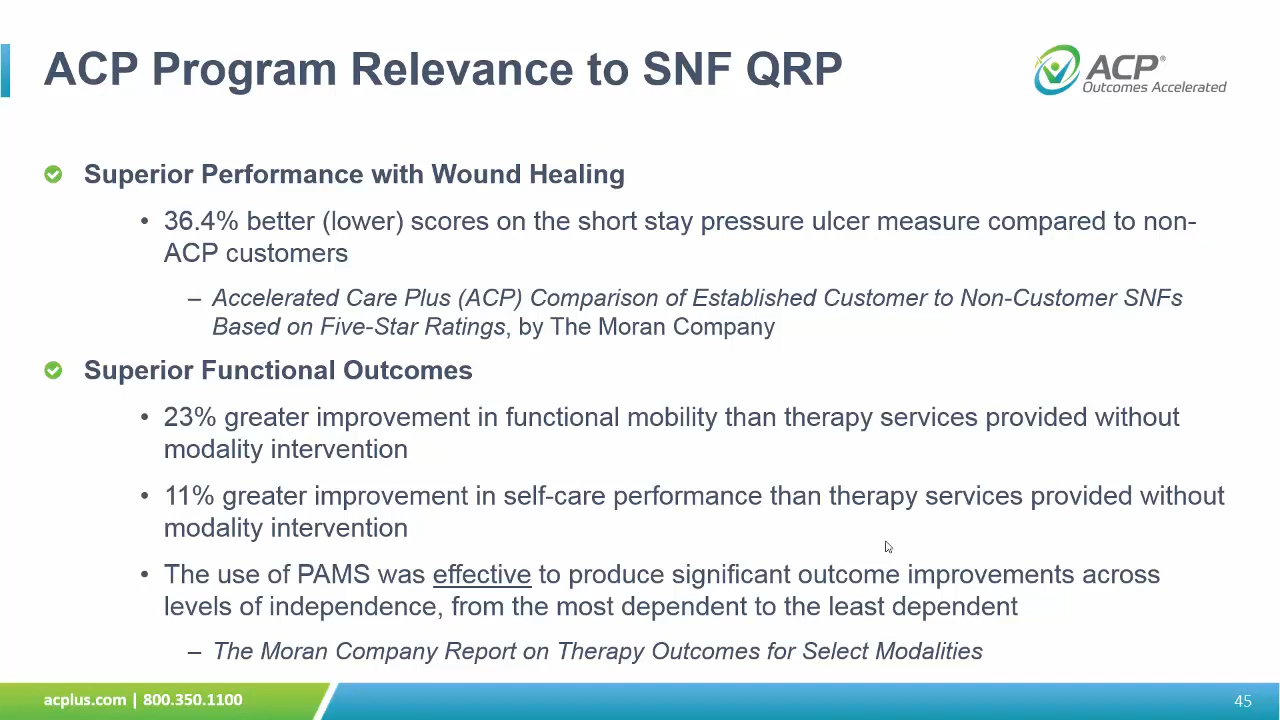 ACP Program Relevance to SNF QRP
ACP®
Outcomes Accelerated
Superior Performance with Wound Healing
• 36.4% better (lower) scores on the short stay pressure ulcer measure compared to non-
ACP customers
– Accelerated Care Plus (ACP) Comparison of Established Customer to Non-Customer SNFs
Based on Five-Star Ratings, by The Moran Company
Superior Functional Outcomes
• 23% greater improvement in functional mobility than therapy services provided without
modality intervention
• 11% greater improvement in self-care performance than therapy services provided without
modality intervention
• The use of PAMS was effective to produce significant outcome improvements across
levels of independence, from the most dependent to the least dependent
– The Moran Company Report on Therapy Outcomes for Select Modalities
acplus.com | 800.350.1100
45